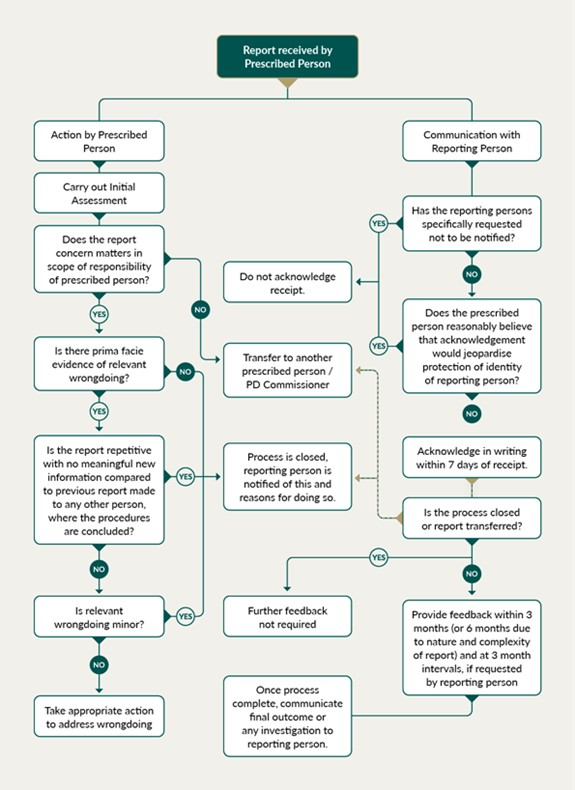 Report received by
Prescribed Person
Action by Prescribed
Person
Communication with
Reporting Person
Carry out Initial
Assessment
Does the report
concern matters in
scope of responsibility
of prescribed person?
NO
YES
Is there prima facie
evidence of relevant
wrongdoing?
NO
YES
Is the report repetitive
with no meaningful new
information compared
to previous report made
to any other person,
where the procedures
are concluded?
YES
NO
Is relevant
wrongdoing minor?
YES
NO
Take appropriate action
to address wrongdoing
Do not acknowledge
receipt.
Transfer to another
prescribed person /
PD Commissioner
Process is closed,
reporting person is
notified of this and
reasons for doing so.
Has the reporting persons
specifically requested
not to be notified?
YES
NO
Does the prescribed
person reasonably believe
that acknowledgement
would jeopardise
protection of identity
of reporting person?
YES
NO
Acknowledge in writing
within 7 days of receipt.
Is the process closed
or report transferred?
YES
NO
Further feedback
not required
Provide feedback within 3
months (or 6 months due
to nature and complexity
of report) and at 3 month
intervals, if requested
by reporting person
Once process
complete, communicate
final outcome or
any investigation to
reporting person.